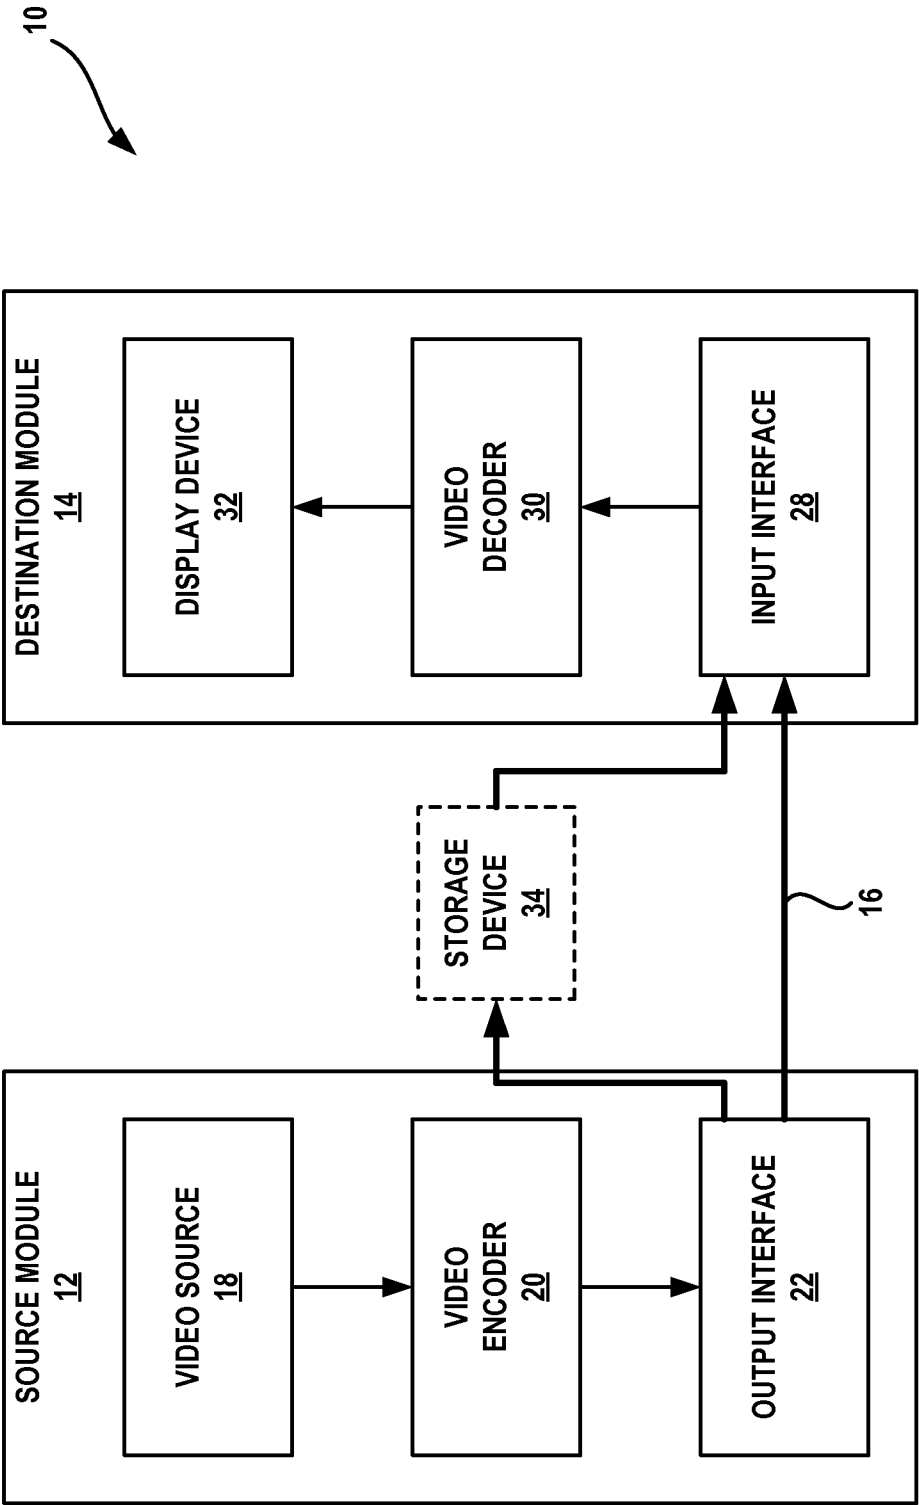 10
SOURCE MODULE
12
VIDEO SOURCE
18
VIDEO
ENCODER
20
OUTPUT INTERFACE
22
STORAGE
DEVICE
34
16
DESTINATION MODULE
14
DISPLAY DEVICE
32
VIDEO
DECODER
30
INPUT INTERFACE
28